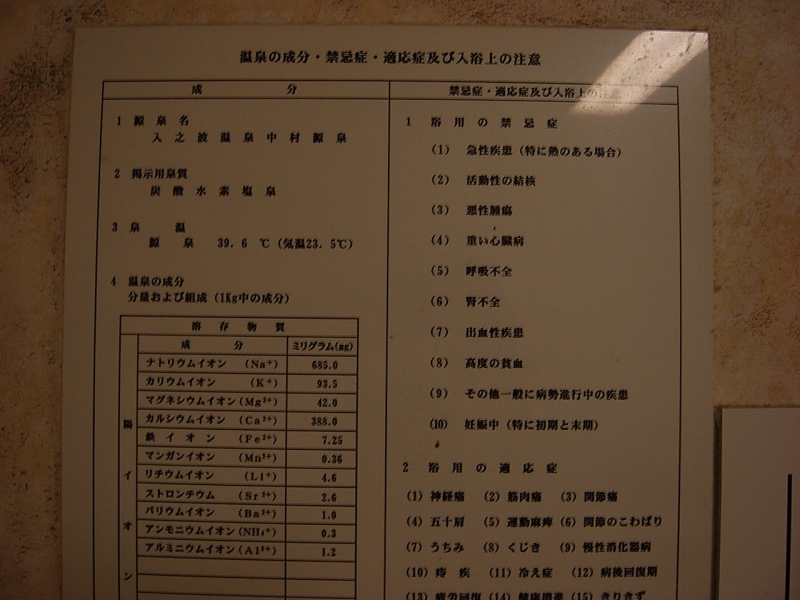 温泉の成分・禁忌症・適応症及び入浴上の注意
成 分
1 源泉名
入之波温泉中村源泉
2 掲示用泉質
炭酸水素塩泉
3 泉 温
源 泉 39.6 ℃(気温23.5℃)
4 温泉の成分
分量および組成(1Kg中の成分)
溶存物質
成 分 ミリグラム(mg)
陽イオン
ナトリウムイオン (Na⁺) 685.0
カリウムイオン (K⁺) 93.5
マグネシウムイオン(Mg²⁺) 42.0
カルシウムイオン (Ca²⁺) 388.0
鉄イオン (Fe²⁺) 7.25
マンガンイオン (Mn²⁺) 0.36
リチウムイオン (Li⁺) 4.6
ストロンチウム (Sr²⁺) 2.6
バリウムイオン (Ba²⁺) 1.0
アンモニウムイオン(NH₄⁺) 0.3
アルミニウムイオン(Al³⁺) 1.2
禁忌症・適応症及び入浴上の注意
1 浴用の禁忌症
(1) 急性疾患(特に熱のある場合)
(2) 活動性の結核
(3) 悪性腫瘍
(4) 重い心臓病
(5) 呼吸不全
(6) 腎不全
(7) 出血性疾患
(8) 高度の貧血
(9) その他一般に病勢進行中の疾患
(10) 妊娠中(特に初期と末期)
2 浴用の適応症
(1) 神経痛 (2) 筋肉痛 (3) 関節痛
(4) 五十肩 (5) 運動麻痺 (6) 関節のこわばり
(7) うちみ (8) くじき (9) 慢性消化器病
(10) 痔疾 (11) 冷え症 (12) 病後回復期
(13) 疲労回復 (14) 健康増進 (15) きりきず